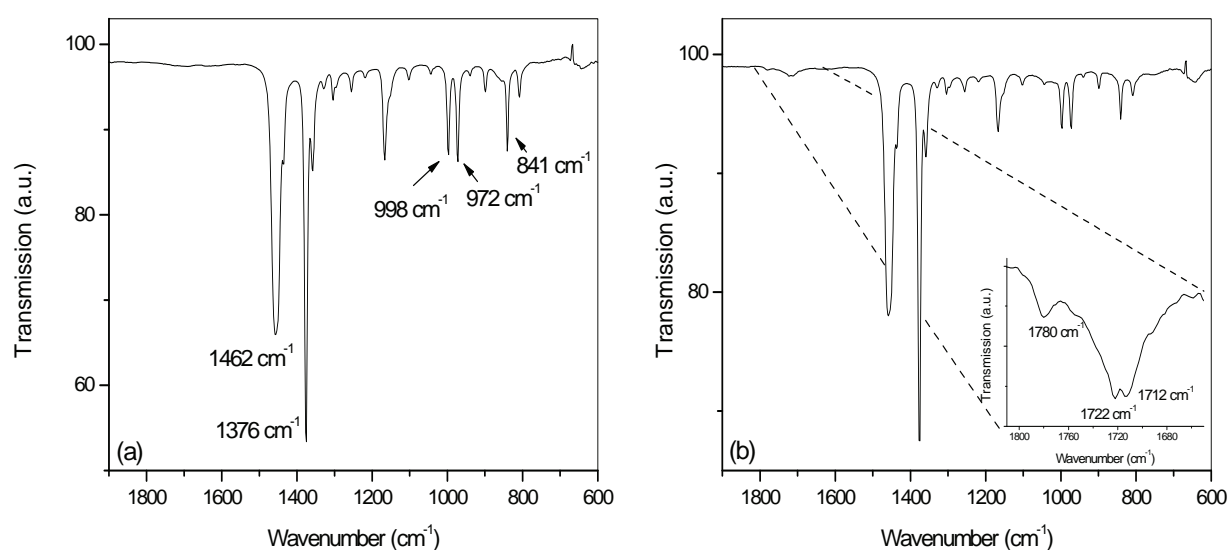 100
80
60
Transmission (a.u.)
1462 cm⁻¹
1376 cm⁻¹
998 cm⁻¹
972 cm⁻¹
841 cm⁻¹
(a)
1800 1600 1400 1200 1000 800 600
Wavenumber (cm⁻¹)
100
80
Transmission (a.u.)
(b)
1800 1600 1400 1200 1000 800 600
Wavenumber (cm⁻¹)
Transmission (a.u.)
1780 cm⁻¹
1712 cm⁻¹
1722 cm⁻¹
1800 1760 1720 1680
Wavenumber (cm⁻¹)